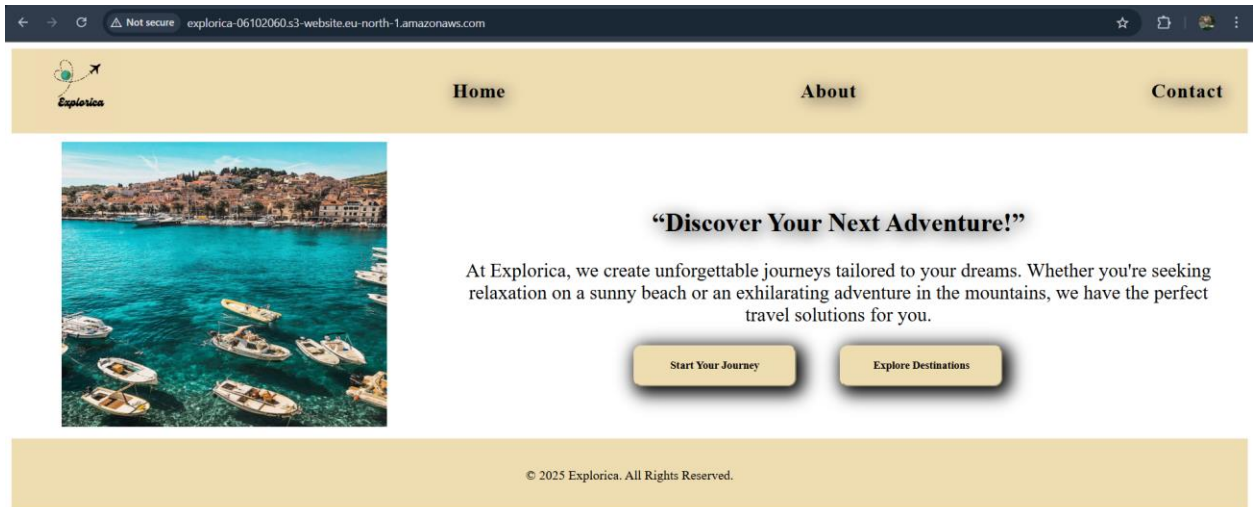 Not secure explorica-06102060.s3-website.eu-north-1.amazonaws.com
Explorica
Home About Contact
“Discover Your Next Adventure!”
At Explorica, we create unforgettable journeys tailored to your dreams. Whether you're seeking
relaxation on a sunny beach or an exhilarating adventure in the mountains, we have the perfect
travel solutions for you.
Start Your Journey Explore Destinations
© 2025 Explorica. All Rights Reserved.